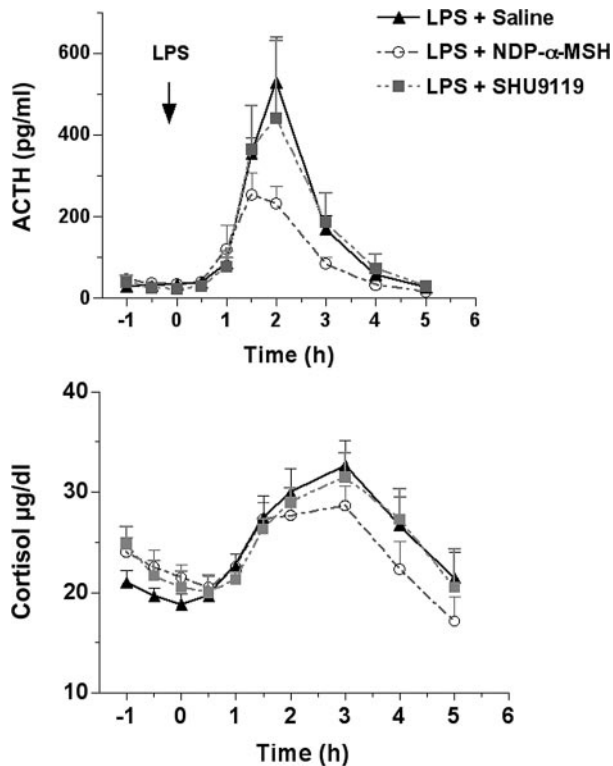 LPS + Saline
LPS + NDP-α-MSH
LPS + SHU9119
LPS
600
400
200
0
ACTH (pg/ml)
-1 0 1 2 3 4 5 6
Time (h)
40
30
20
10
Cortisol µg/dl
-1 0 1 2 3 4 5 6
Time (h)